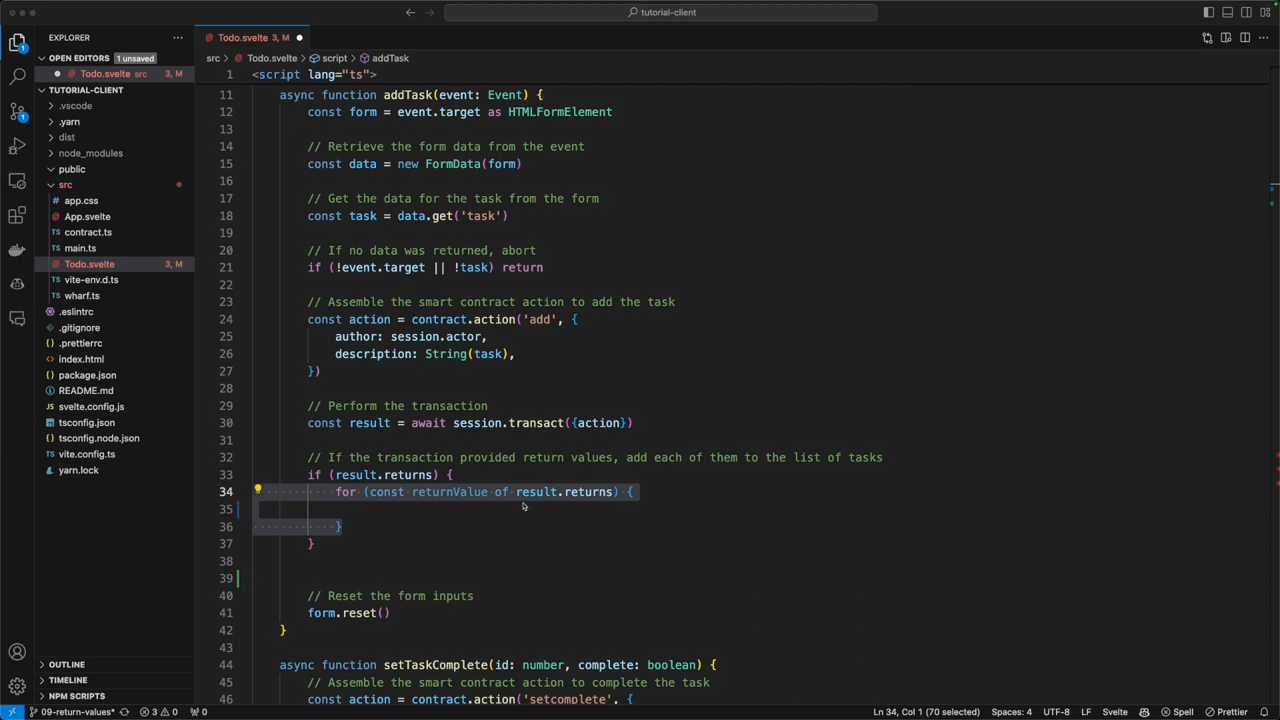 tutorial-client
EXPLORER
OPEN EDITORS 1 unsaved
Todo.svelte src 3, M
TUTORIAL-CLIENT
.vscode
.yarn
dist
node_modules
public
src
app.css
App.svelte
contract.ts
main.ts
Todo.svelte 3, M
vite-env.d.ts
wharf.ts
.eslintrc
.gitignore
.prettierrc
index.html
package.json
README.md
svelte.config.js
tsconfig.json
tsconfig.node.json
vite.config.ts
yarn.lock
OUTLINE
TIMELINE
NPM SCRIPTS
Todo.svelte 3, M
src > Todo.svelte > script > addTask
1 <script lang="ts">
11 async function addTask(event: Event) {
12 const form = event.target as HTMLFormElement
13
14 // Retrieve the form data from the event
15 const data = new FormData(form)
16
17 // Get the data for the task from the form
18 const task = data.get('task')
19
20 // If no data was returned, abort
21 if (!event.target || !task) return
22
23 // Assemble the smart contract action to add the task
24 const action = contract.action('add', {
25 author: session.actor,
26 description: String(task),
27 })
28
29 // Perform the transaction
30 const result = await session.transact({action})
31
32 // If the transaction provided return values, add each of them to the list of tasks
33 if (result.returns) {
34 for (const returnValue of result.returns) {
35
36 }
37 }
38
39
40 // Reset the form inputs
41 form.reset()
42 }
43
44 async function setTaskComplete(id: number, complete: boolean) {
45 // Assemble the smart contract action to complete the task
46 const action = contract.action('setcomplete', {
09-return-values* 3 0 0
Ln 34, Col 1 (70 selected) Spaces: 4 UTF-8 LF Svelte Spell Prettier